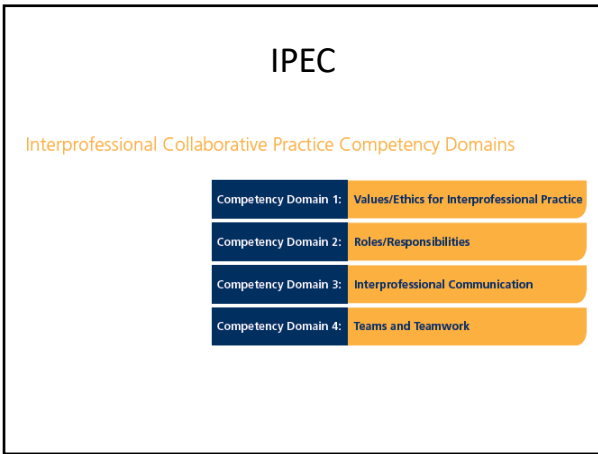 IPEC
Interprofessional Collaborative Practice Competency Domains
Competency Domain 1: Values/Ethics for Interprofessional Practice
Competency Domain 2: Roles/Responsibilities
Competency Domain 3: Interprofessional Communication
Competency Domain 4: Teams and Teamwork